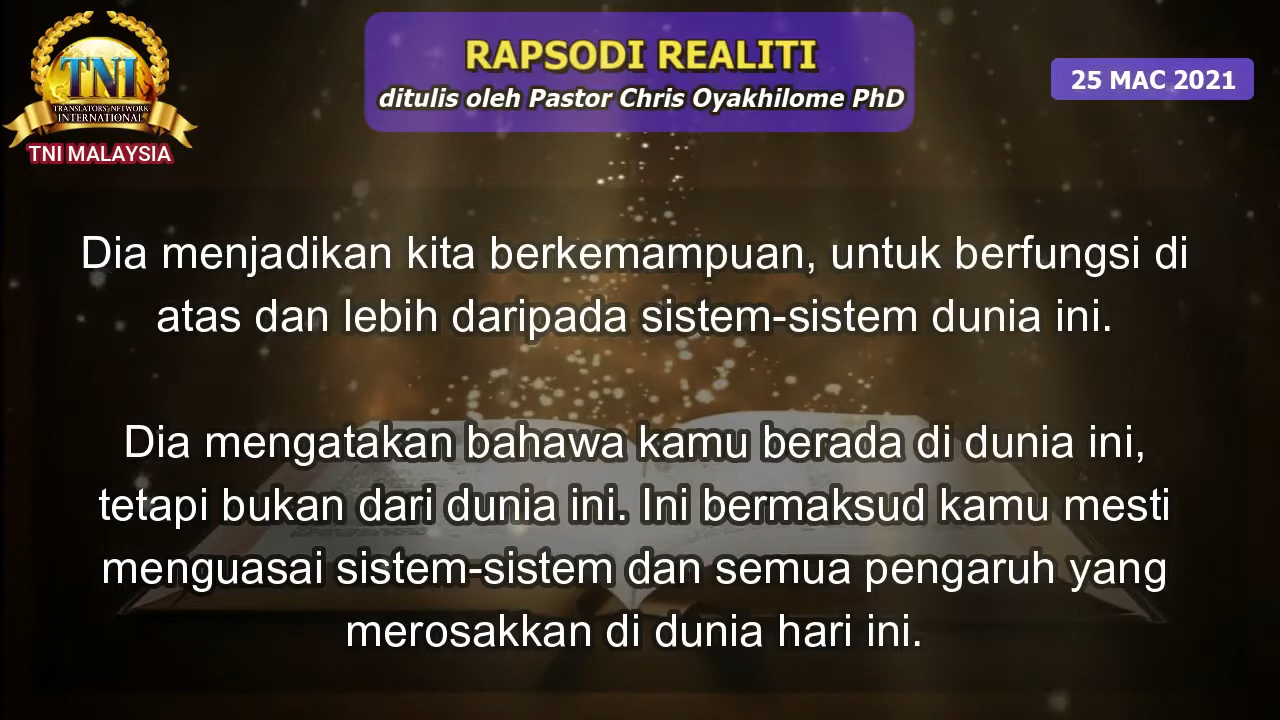 TNI
TRANSLATORS' NETWORK
INTERNATIONAL
TNI MALAYSIA
RAPSODI REALITI
ditulis oleh Pastor Chris Oyakhilome PhD
25 MAC 2021
Dia menjadikan kita berkemampuan, untuk berfungsi di
atas dan lebih daripada sistem-sistem dunia ini.
Dia mengatakan bahawa kamu berada di dunia ini,
tetapi bukan dari dunia ini. Ini bermaksud kamu mesti
menguasai sistem-sistem dan semua pengaruh yang
merosakkan di dunia hari ini.